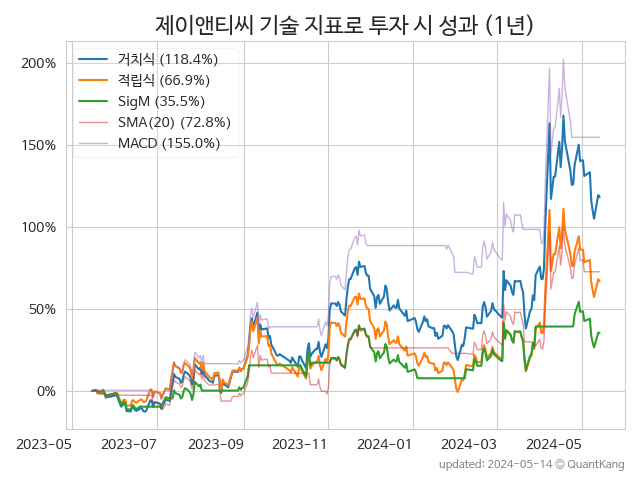 제이앤티씨 기술 지표로 투자 시 성과 (1년)
거치식 (118.4%)
적립식 (66.9%)
SigM (35.5%)
SMA(20) (72.8%)
MACD (155.0%)
200%
150%
100%
50%
0%
2023-05 2023-07 2023-09 2023-11 2024-01 2024-03 2024-05
updated: 2024-05-14 © QuantKang